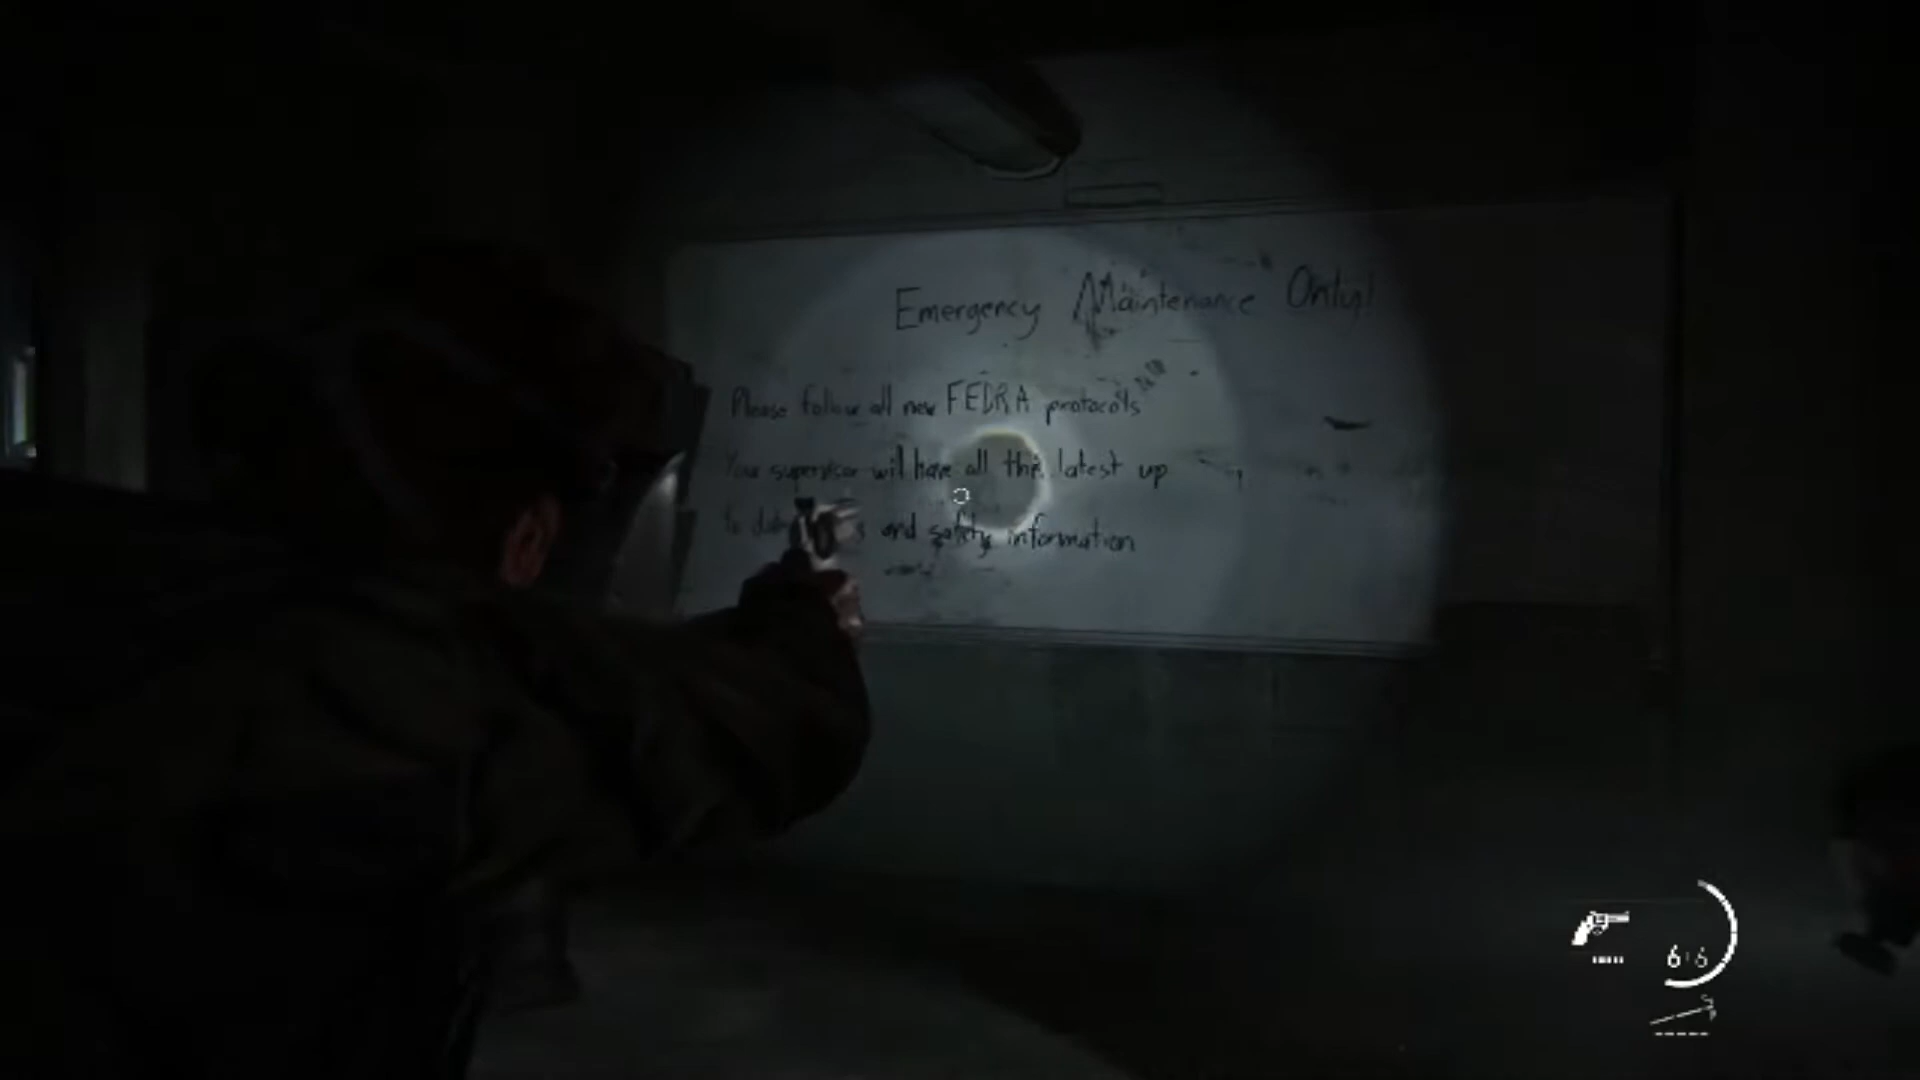 Emergency Maintenance Only!
Please follow all new FEDRA protocols
Your supervisor will have all the latest up
to and safety information
6 6